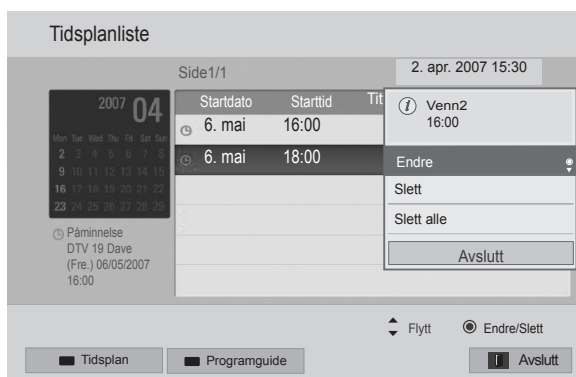 Tidsplanliste
Side1/1
2. apr. 2007 15:30
2007 04
Mon Tue Wed Thu Fri Sat Sun
2 3 4 5 6 7 8
9 10 11 12 13 14 15
16 17 18 19 20 21 22
23 24 25 26 27 28 29
Påminnelse
DTV 19 Dave
(Fre.) 06/05/2007
16:00
Startdato Starttid Tit
6. mai 16:00
6. mai 18:00
Venn2
16:00
Endre
Slett
Slett alle
Avslutt
Flytt Endre/Slett
Tidsplan Programguide Avslutt